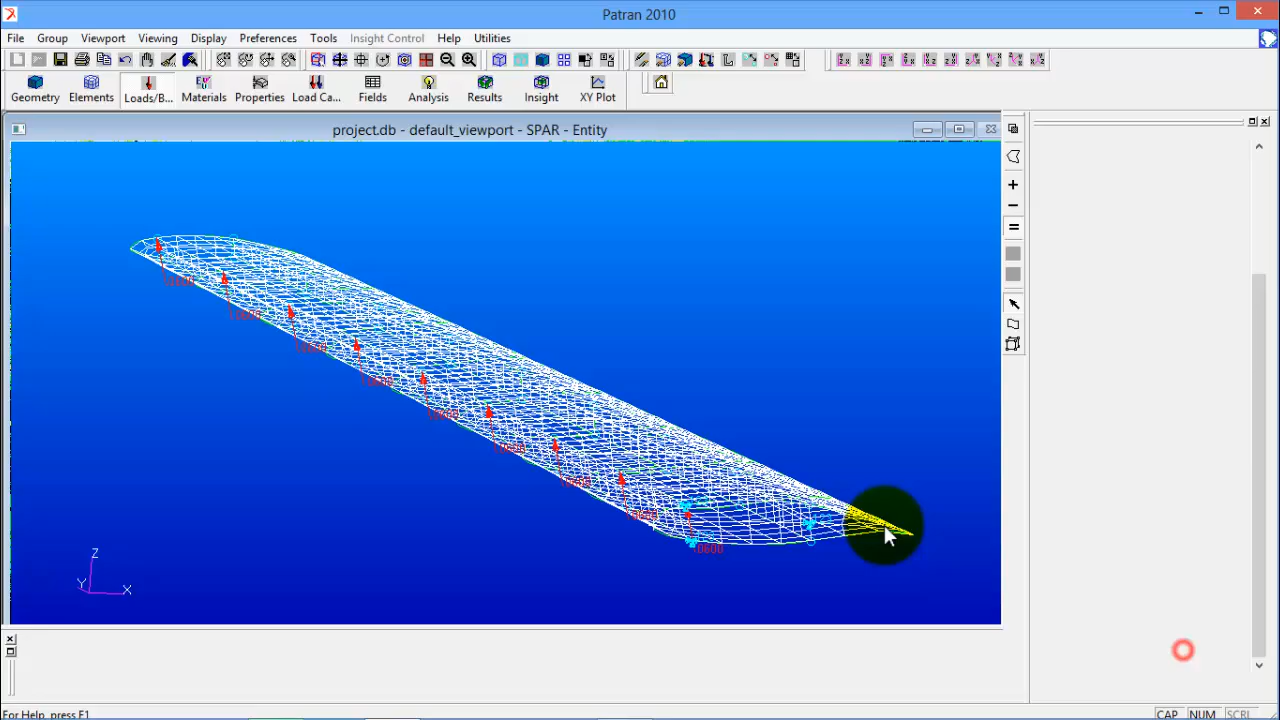 Patran 2010
File Group Viewport Viewing Display Preferences Tools Insight Control Help Utilities
Geometry Elements Loads/B... Materials Properties Load Ca... Fields Analysis Results Insight XY Plot
project.db - default_viewport - SPAR - Entity
Z
Y X
For Help, press F1
CAP NUM SCRL